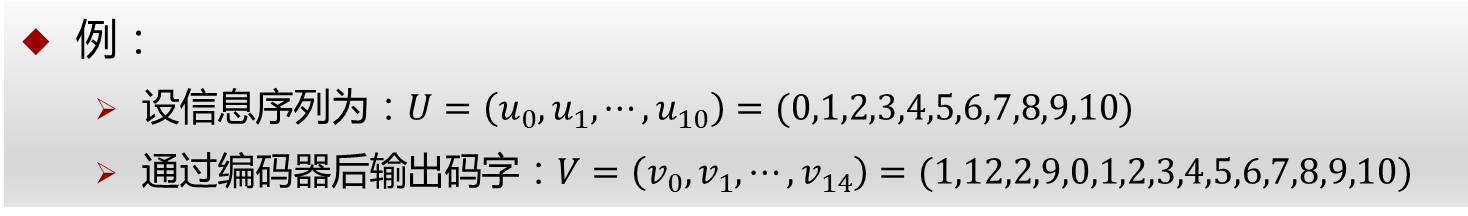 例：
设信息序列为：U = (u₀, u₁, ⋯, u₁₀) = (0,1,2,3,4,5,6,7,8,9,10)
通过编码器后输出码字：V = (v₀, v₁, ⋯, v₁₄) = (1,12,2,9,0,1,2,3,4,5,6,7,8,9,10)